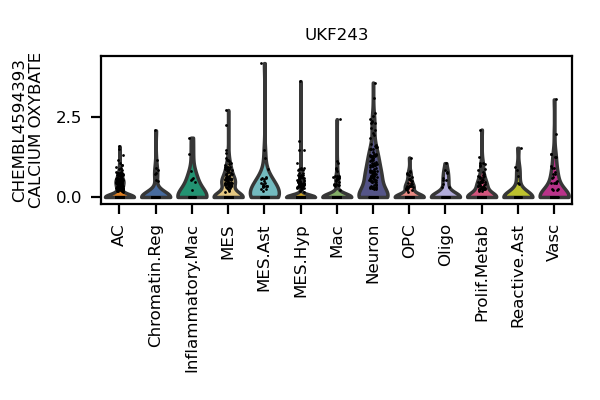 UKF243
CHEMBL4594393
CALCIUM OXYBATE
2.5
0.0
AC
Chromatin.Reg
Inflammatory.Mac
MES
MES.Ast
MES.Hyp
Mac
Neuron
OPC
Oligo
Prolif.Metab
Reactive.Ast
Vasc